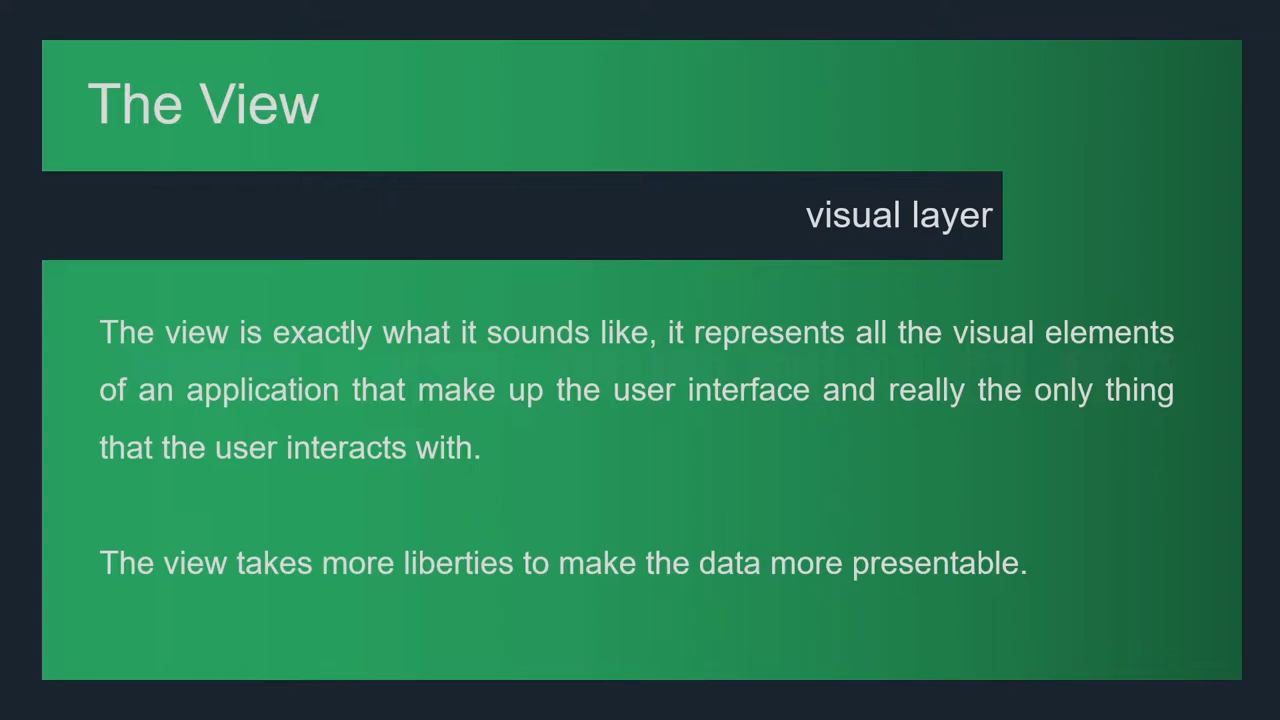 The View
visual layer
The view is exactly what it sounds like, it represents all the visual elements
of an application that make up the user interface and really the only thing
that the user interacts with.
The view takes more liberties to make the data more presentable.